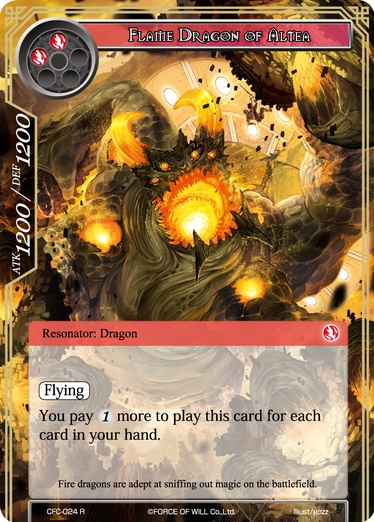 Flame Dragon of Altea
ATK 1200 / DEF 1200
Resonator: Dragon
Flying
You pay 1 more to play this card for each
card in your hand.
Fire dragons are adept at sniffing out magic on the battlefield.
CFC-024 R ©FORCE OF WILL Co.,Ltd. Illust/gozz